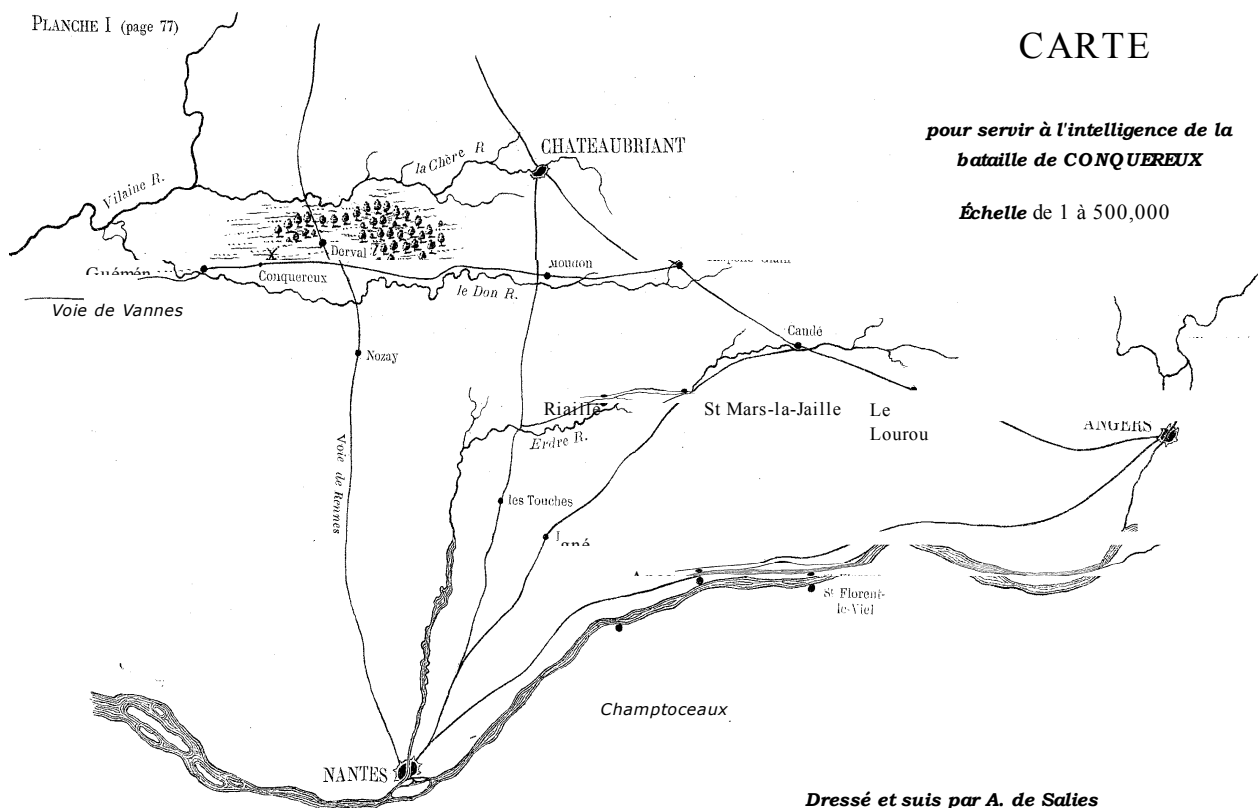 PLANCHE I (page 77)
CARTE
pour servir à l'intelligence de la
bataille de CONQUEREUX
Échelle de 1 à 500,000
CHATEAUBRIANT
la Chère R
Vilaine R.
Derval
Guémén
Conquereux
Moudon
le Don R.
Voie de Vannes
Nozay
Candé
Riaillé
St Mars-la-Jaille
Le
Lourou
ANGERS
Erdre R.
Voie de Rennes
les Touches
St Florent-
le-Viel
Champtoceaux
NANTES
Dressé et suis par A. de Salies